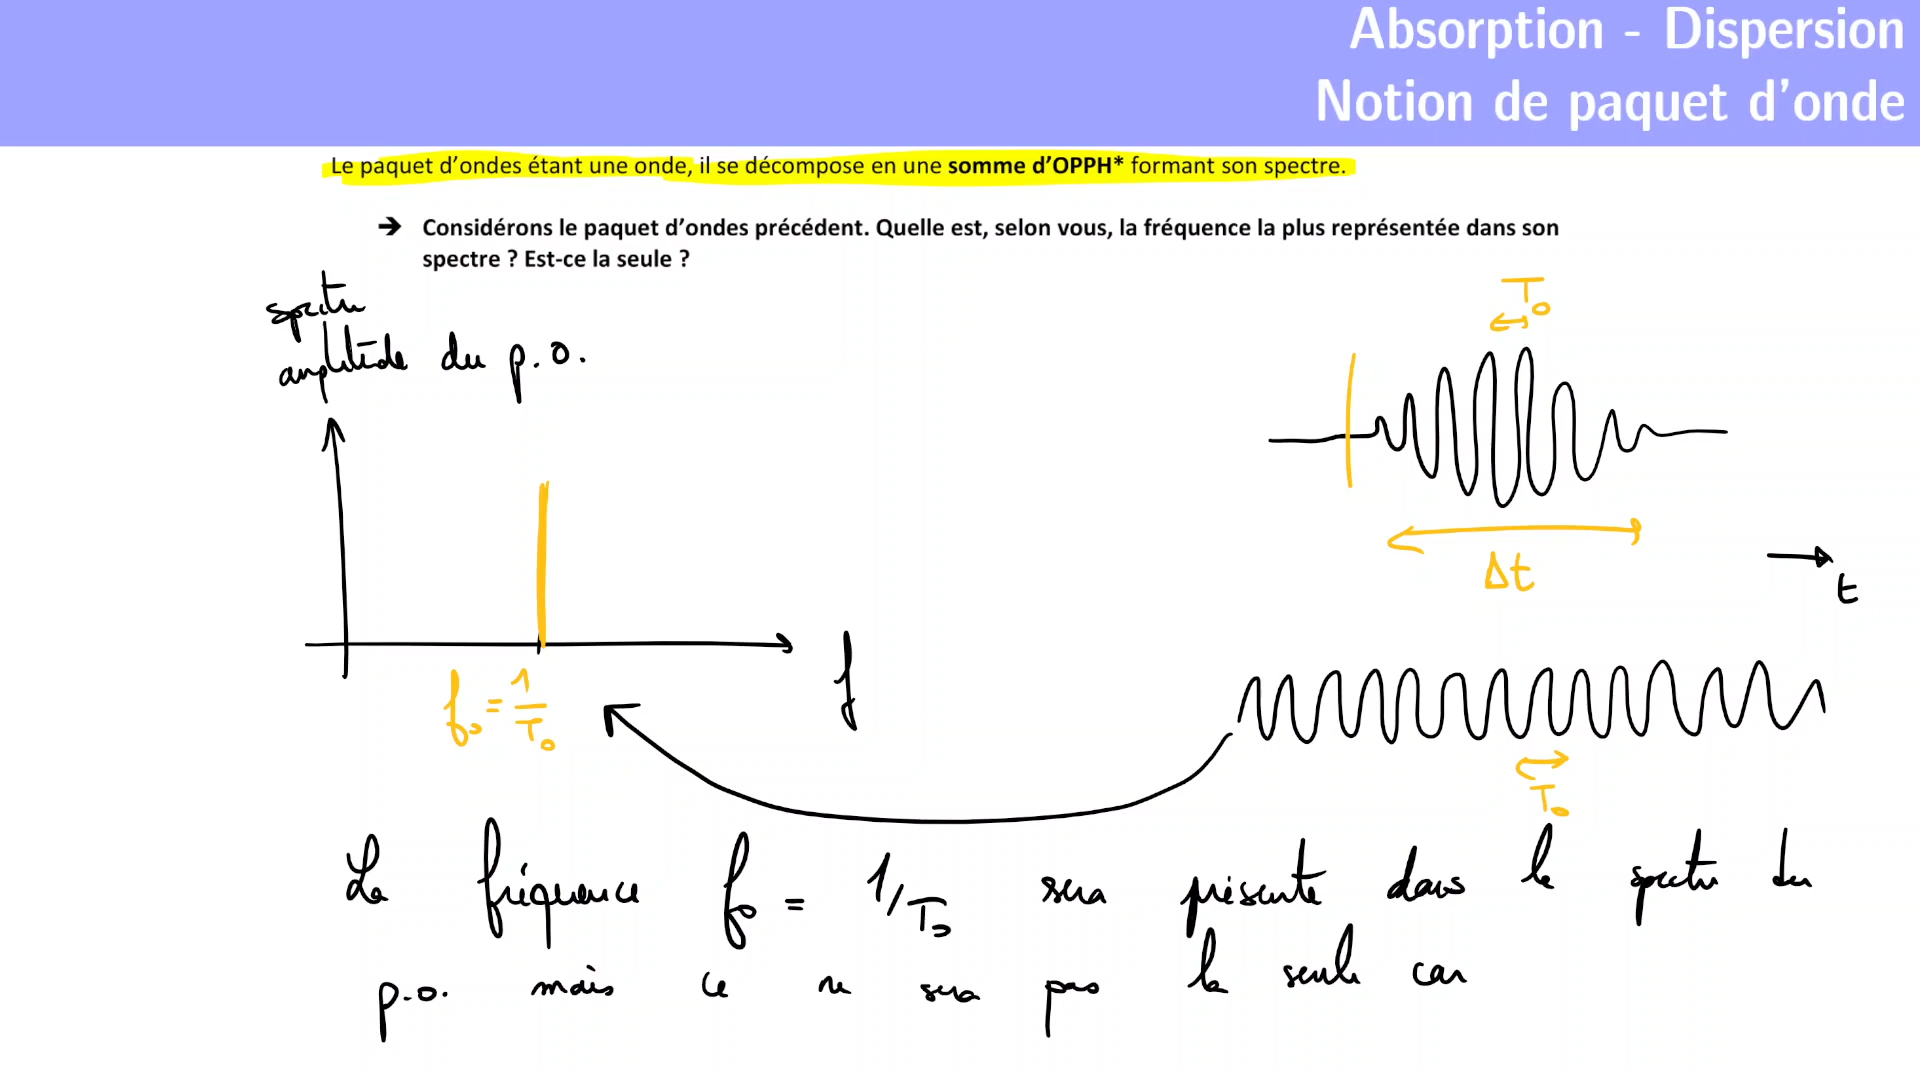 Absorption - Dispersion
Notion de paquet d'onde
Le paquet d'ondes étant une onde, il se décompose en une somme d'OPPH* formant son spectre.
➔ Considérons le paquet d'ondes précédent. Quelle est, selon vous, la fréquence la plus représentée dans son
spectre ? Est-ce la seule ?
spectre
amplitude du p.o.
T₀
Δt
t
f
f₀ = 1/T₀
T₀
La fréquence f₀ = 1/T₀ sera présente dans le spectre du
p.o. mais ce ne sera pas la seule car